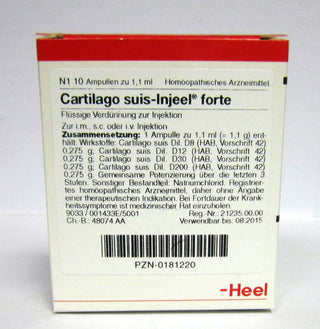 N1 10 Ampullen zu 1,1 ml Homöopathisches Arzneimittel
Cartilago suis-Injeel® forte
Flüssige Verdünnung zur Injektion
Zur i.m., s.c. oder i.v. Injektion
Zusammensetzung: 1 Ampulle zu 1,1 ml (= 1,1 g) ent-
hält: Wirkstoffe: Cartilago suis Dil. D8 (HAB, Vorschrift 42)
0,275 g; Cartilago suis Dil. D12 (HAB, Vorschrift 42)
0,275 g; Cartilago suis Dil. D30 (HAB, Vorschrift 42)
0,275 g; Cartilago suis Dil. D200 (HAB, Vorschrift 42)
0,275 g, Gemeinsame Potenzierung über die letzten 3
Stufen. Sonstiger Bestandteil: Natriumchlorid. Registrier-
tes homöopathisches Arzneimittel, daher ohne Angabe
einer therapeutischen Indikation. Bei Fortdauer der Krank-
heitssymptome ist medizinischer Rat einzuholen.
9033 / 001433E/5001 Reg.-Nr.: 21235.00.00
Ch.-B.: 48074 AA Verwendbar bis 08.2015
PZN-0181220
-Heel